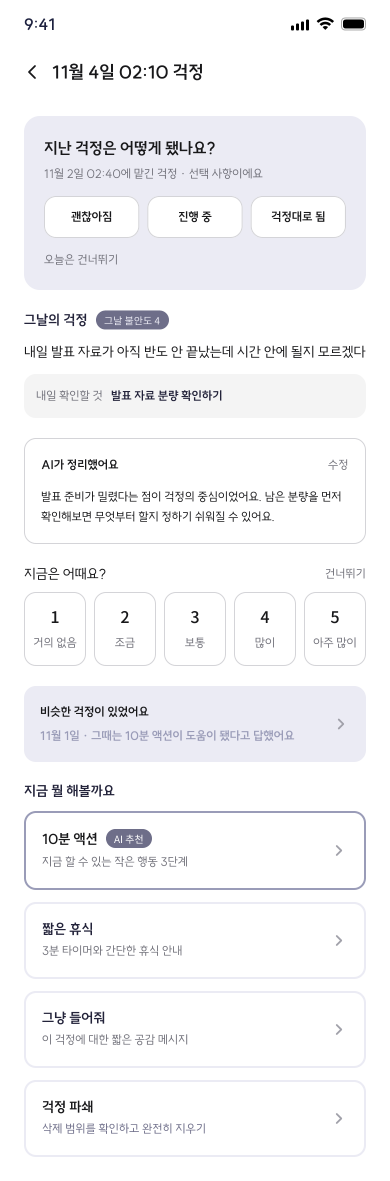 9:41
11월 4일 02:10 걱정
지난 걱정은 어떻게 됐나요?
11월 2일 02:40에 맡긴 걱정 · 선택 사항이에요
괜찮아짐 진행 중 걱정대로 됨
오늘은 건너뛰기
그날의 걱정 그날 불안도 4
내일 발표 자료가 아직 반도 안 끝났는데 시간 안에 될지 모르겠다
내일 확인할 것 발표 자료 분량 확인하기
AI가 정리했어요 수정
발표 준비가 밀렸다는 점이 걱정의 중심이었어요. 남은 분량을 먼저
확인해보면 무엇부터 할지 정하기 쉬워질 수 있어요.
지금은 어때요? 건너뛰기
1 2 3 4 5
거의 없음 조금 보통 많이 아주 많이
비슷한 걱정이 있었어요
11월 1일 · 그때는 10분 액션이 도움이 됐다고 답했어요
지금 뭘 해볼까요
10분 액션 AI 추천
지금 할 수 있는 작은 행동 3단계
짧은 휴식
3분 타이머와 간단한 휴식 안내
그냥 들어줘
이 걱정에 대한 짧은 공감 메시지
걱정 파쇄
삭제 범위를 확인하고 완전히 지우기